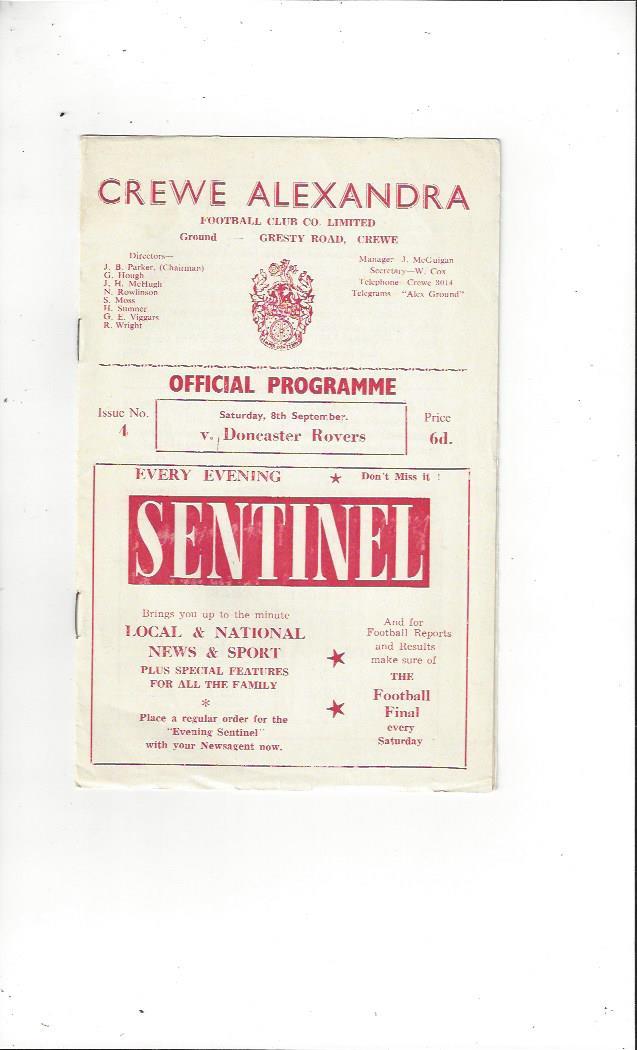 CREWE ALEXANDRA
FOOTBALL CLUB CO. LIMITED
Ground — GRESTY ROAD, CREWE
Directors—
J. B. Parker, (Chairman)
G. Hough
J. H. McHugh
N. Rowlinson
S. Moss
H. Sumner
G. E. Viggars
R. Wright
Manager J. McGuigan
Secretary—W. Cox
Telephone Crewe 3014
Telegrams "Alex Ground"
OFFICIAL PROGRAMME
Issue No.
4
Saturday, 8th September.
v. Doncaster Rovers
Price
6d.
EVERY EVENING ★ Don't Miss it !
SENTINEL
Brings you up to the minute
LOCAL & NATIONAL
NEWS & SPORT
PLUS SPECIAL FEATURES
FOR ALL THE FAMILY
*
Place a regular order for the
"Evening Sentinel"
with your Newsagent now.
And for
Football Reports
and Results
make sure of
THE
Football
Final
every
Saturday